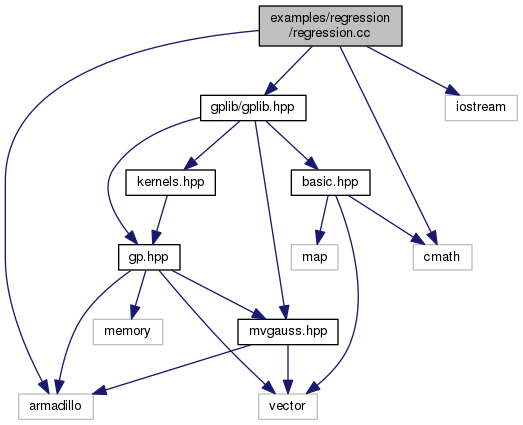 examples/regression
/regression.cc
gplib/gplib.hpp
iostream
kernels.hpp
basic.hpp
gp.hpp
map
cmath
memory
mvgauss.hpp
armadillo
vector